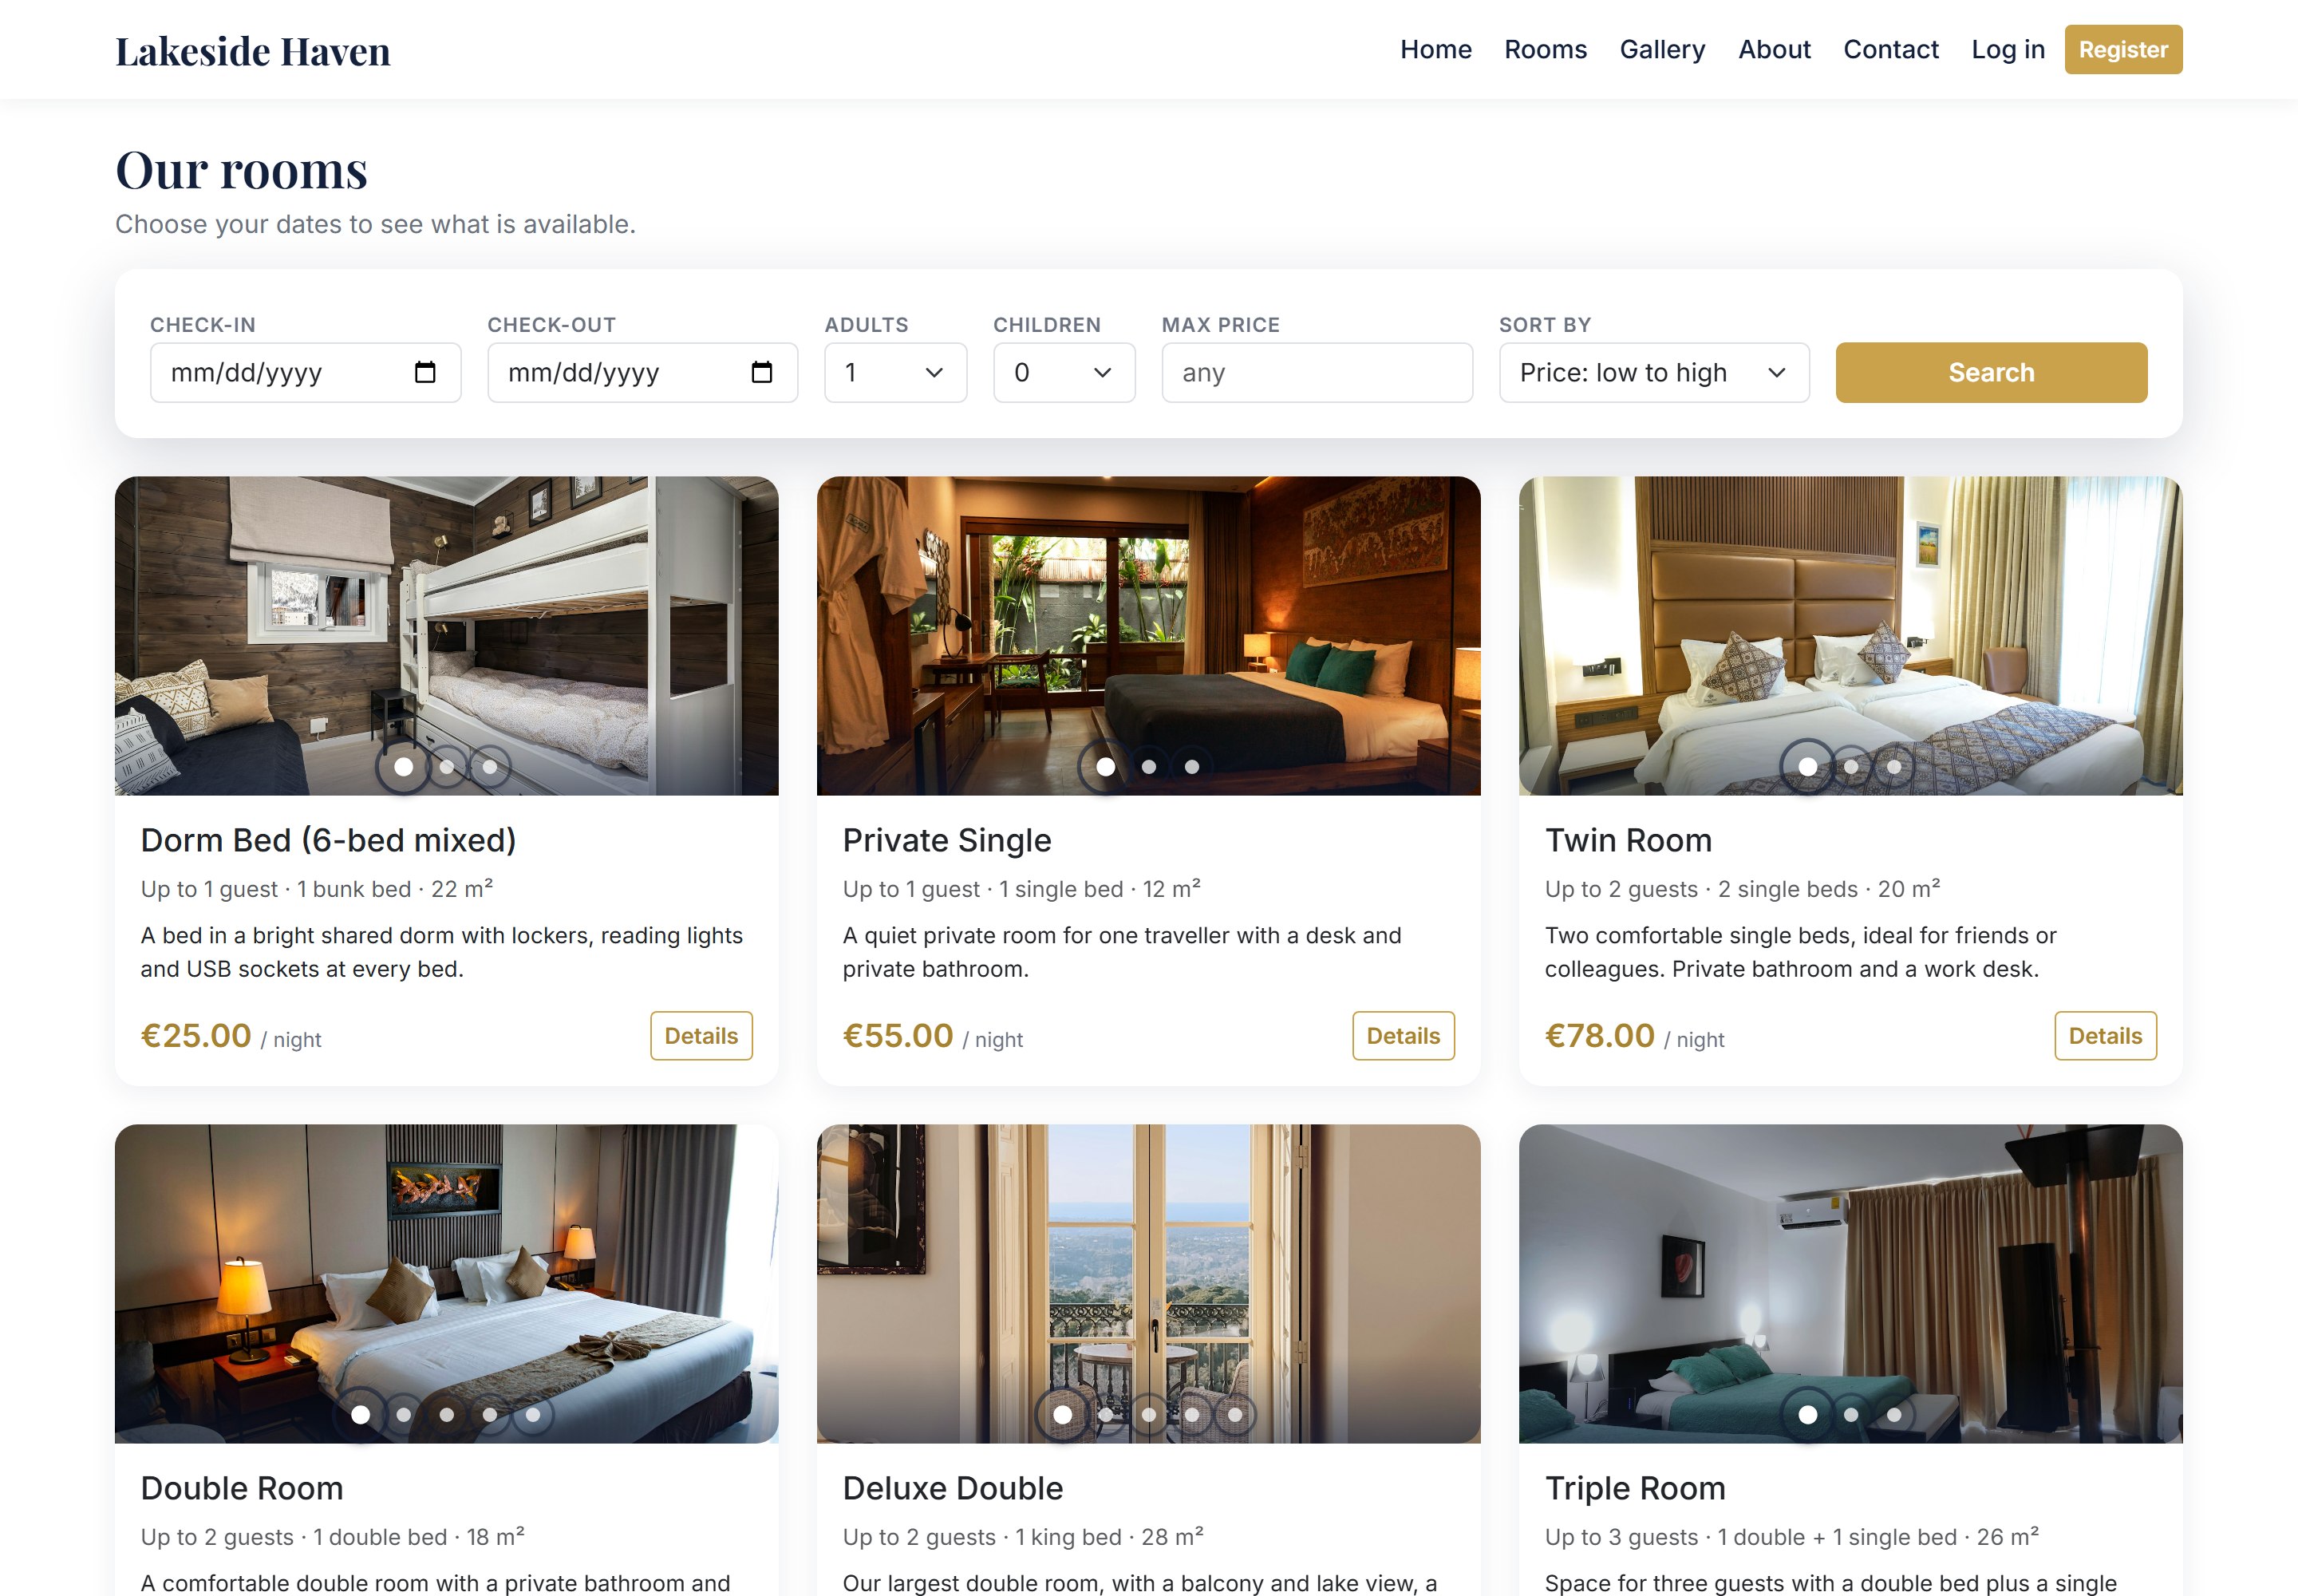 Lakeside Haven
Home Rooms Gallery About Contact Log in Register
Our rooms
Choose your dates to see what is available.
CHECK-IN CHECK-OUT ADULTS CHILDREN MAX PRICE SORT BY
mm/dd/yyyy mm/dd/yyyy 1 0 any Price: low to high Search
Dorm Bed (6-bed mixed)
Up to 1 guest · 1 bunk bed · 22 m²
A bed in a bright shared dorm with lockers, reading lights
and USB sockets at every bed.
€25.00 / night Details
Private Single
Up to 1 guest · 1 single bed · 12 m²
A quiet private room for one traveller with a desk and
private bathroom.
€55.00 / night Details
Twin Room
Up to 2 guests · 2 single beds · 20 m²
Two comfortable single beds, ideal for friends or
colleagues. Private bathroom and a work desk.
€78.00 / night Details
Double Room
Up to 2 guests · 1 double bed · 18 m²
A comfortable double room with a private bathroom and
Deluxe Double
Up to 2 guests · 1 king bed · 28 m²
Our largest double room, with a balcony and lake view, a
Triple Room
Up to 3 guests · 1 double + 1 single bed · 26 m²
Space for three guests with a double bed plus a single